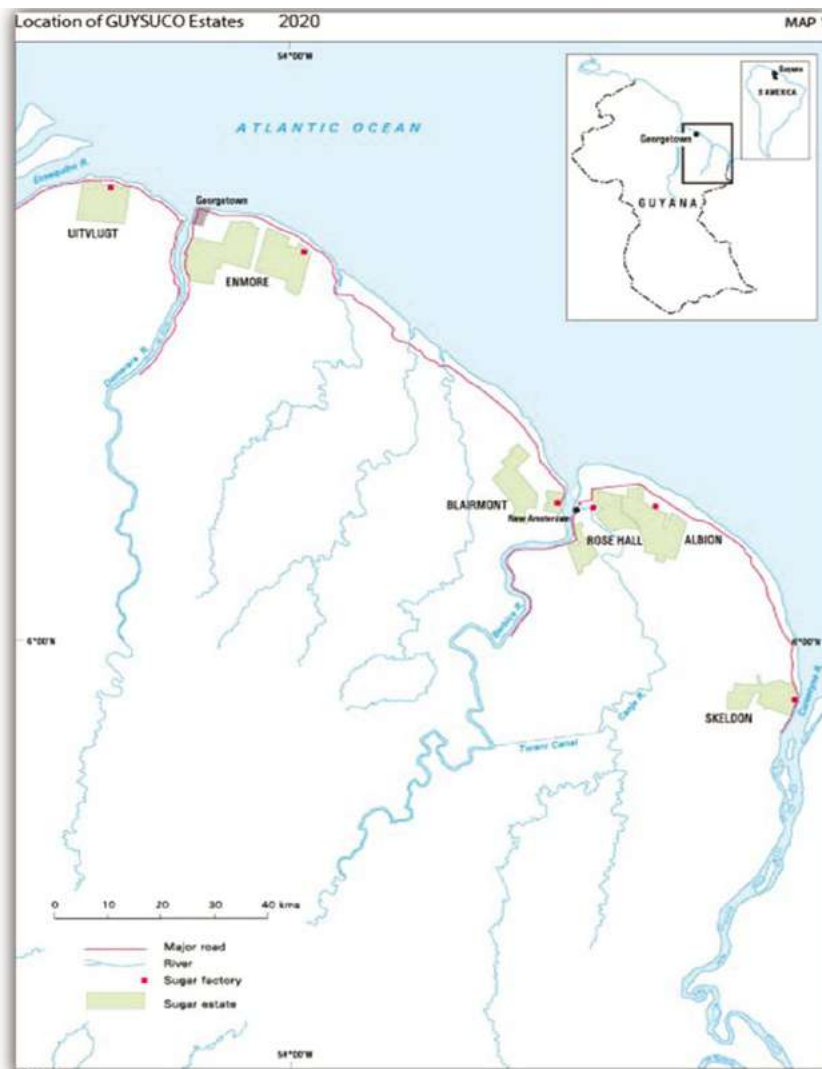 Location of GUYSUCO Estates 2020
MAP
54°00'W
Guyana
S AMERICA
ATLANTIC OCEAN
Georgetown
GUYANA
Essequibo R.
Georgetown
UITVLUGT
ENMORE
Demerara R.
BLAIRMONT
New Amsterdam
ROSE HALL
ALBION
6°00'N
6°00'N
Berbice R.
Canje R.
Corentyne R.
SKELDON
Torani Canal
0 10 20 30 40 kms
Major road
River
Sugar factory
Sugar estate
54°00'W